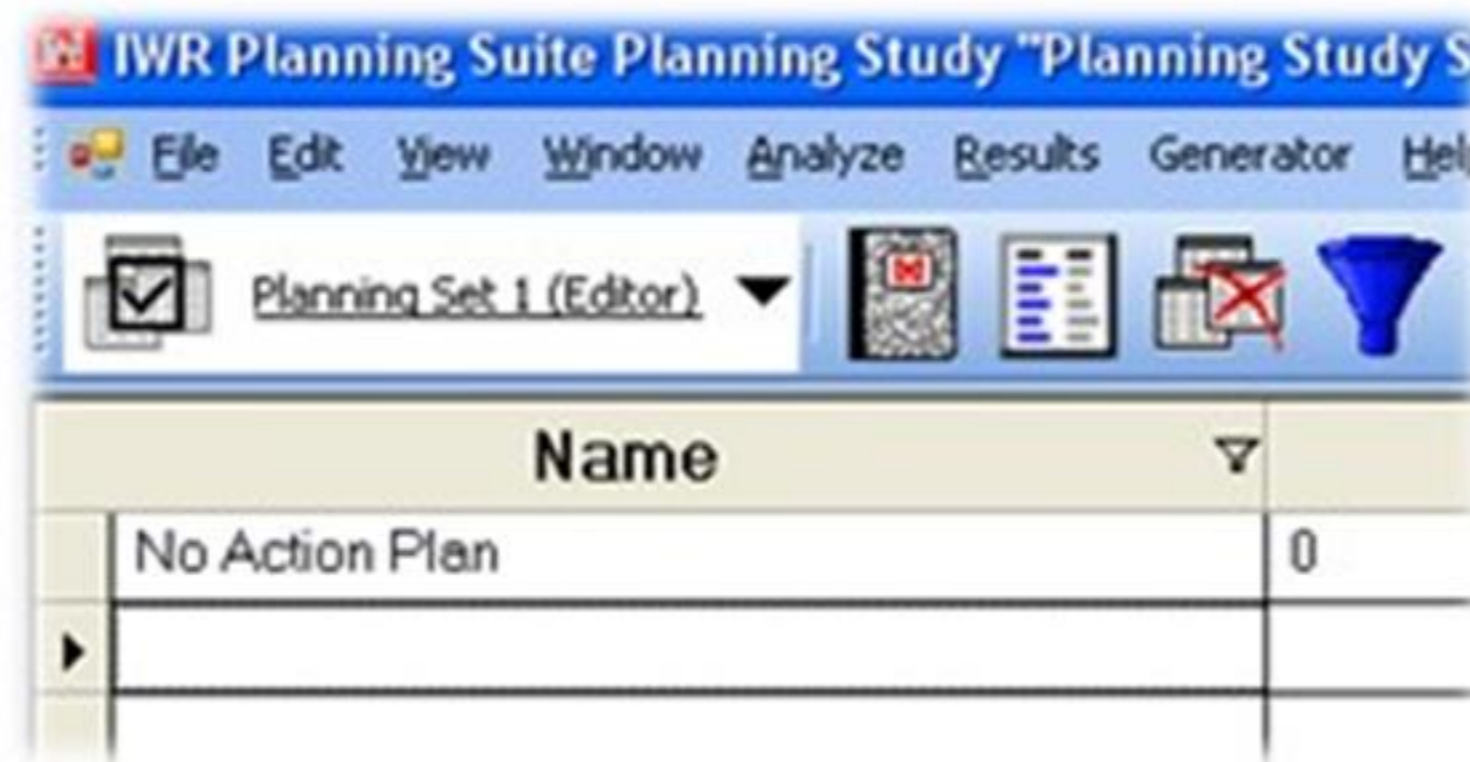 IWR Planning Suite Planning Study "Planning Study S
File Edit View Window Analyze Results Generator Hel
Planning Set 1 (Editor)
Name
No Action Plan 0